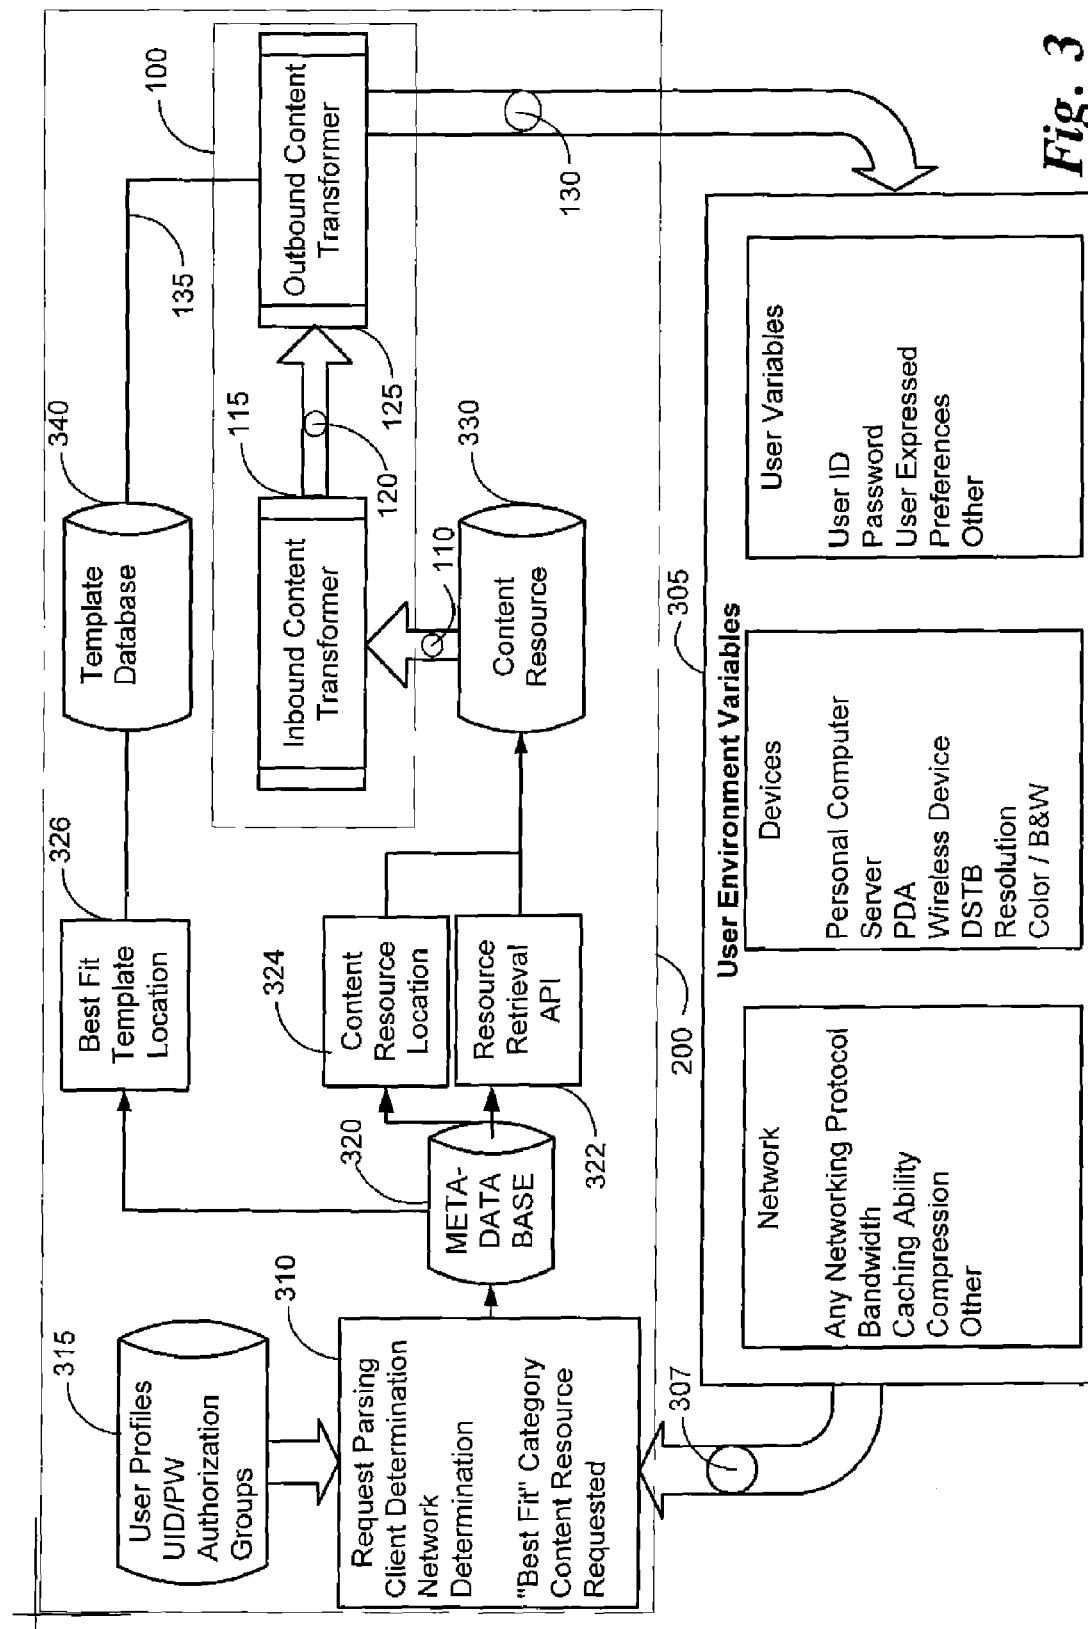 315
User Profiles
UID/PW
Authorization
Groups
310
Request Parsing
Client Determination
Network
Determination
"Best Fit" Category
Content Resource
Requested
320
META-
DATA
BASE
326
Best Fit
Template
Location
324
Content
Resource
Location
Resource
Retrieval
API
322
340
Template
Database
135
100
115
Inbound Content
Transformer
120
125
Outbound Content
Transformer
110
330
Content
Resource
130
200
307
305
User Environment Variables
Network
Any Networking Protocol
Bandwidth
Caching Ability
Compression
Other
Devices
Personal Computer
Server
PDA
Wireless Device
DSTB
Resolution
Color / B&W
User Variables
User ID
Password
User Expressed
Preferences
Other
Fig. 3